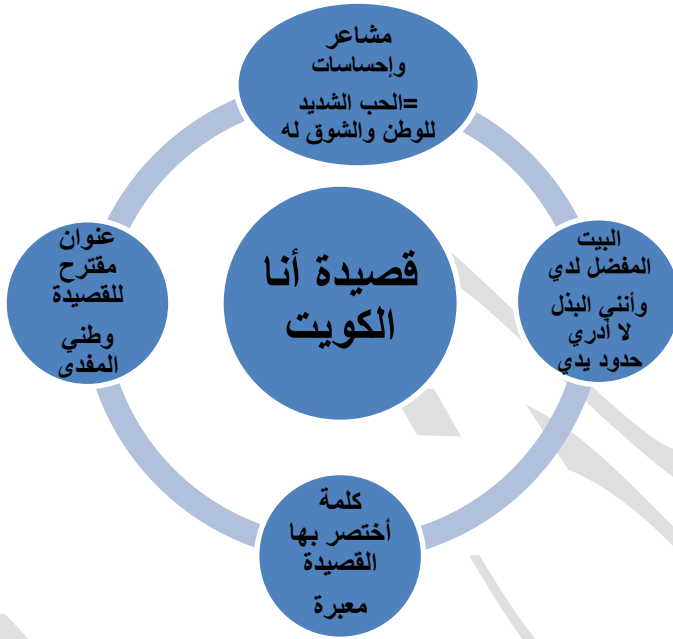 مشاعر
وإحساسات
=الحب الشديد
للوطن والشوق له
البيت
المفضل لدي
وأنني البذل
لا أدري
حدود يدي
كلمة
أختصر بها
القصيدة
معبرة
عنوان
مقترح
للقصيدة
وطني
المفدى
قصيدة أنا
الكويت